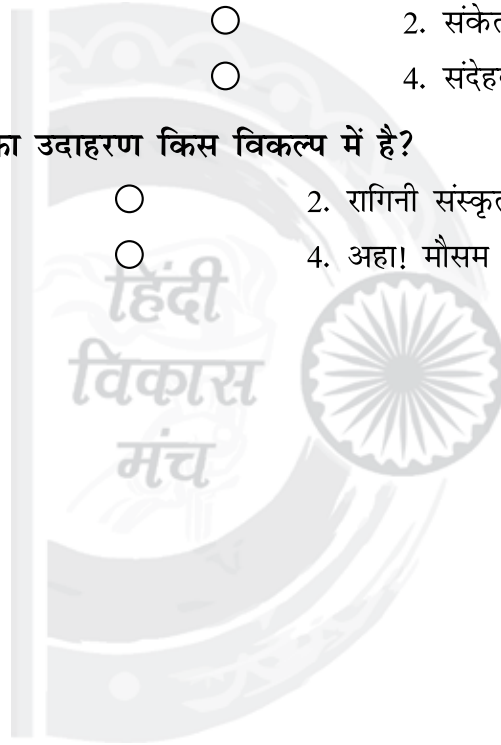 2. संकेत
4. संदेह
का उदाहरण किस विकल्प में है?
2. रागिनी संस्कृत
4. अहा! मौसम
हिंदी
विकास
मंच